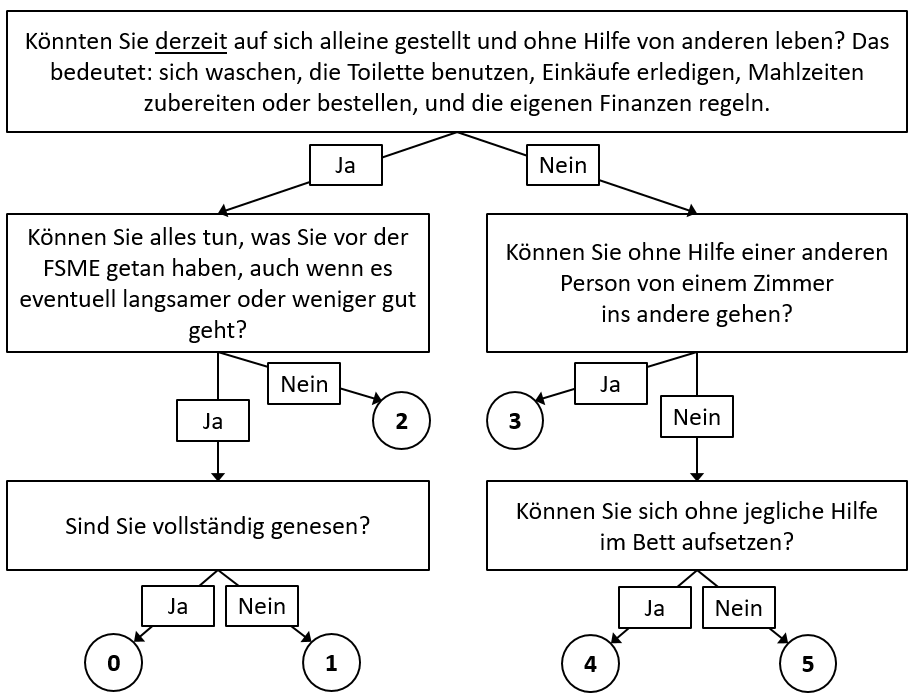 Könnten Sie derzeit auf sich alleine gestellt und ohne Hilfe von anderen leben? Das
bedeutet: sich waschen, die Toilette benutzen, Einkäufe erledigen, Mahlzeiten
zubereiten oder bestellen, und die eigenen Finanzen regeln.
Ja
Nein
Können Sie alles tun, was Sie vor der
FSME getan haben, auch wenn es
eventuell langsamer oder weniger gut
geht?
Können Sie ohne Hilfe einer anderen
Person von einem Zimmer
ins andere gehen?
Nein
Ja
2
Ja
3
Nein
Sind Sie vollständig genesen?
Können Sie sich ohne jegliche Hilfe
im Bett aufsetzen?
Ja
Nein
Ja
Nein
0
1
4
5